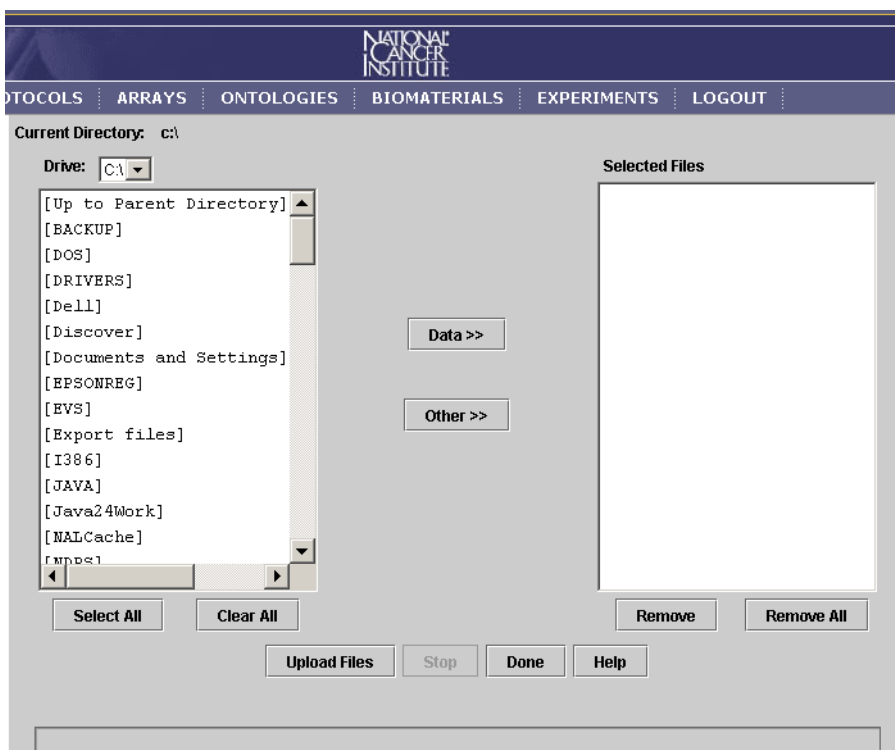 NATIONAL
CANCER
INSTITUTE
OTOCOLS ARRAYS ONTOLOGIES BIOMATERIALS EXPERIMENTS LOGOUT
Current Directory: c:\
Drive: C:\
Selected Files
[Up to Parent Directory]
[BACKUP]
[DOS]
[DRIVERS]
[Dell]
[Discover]
[Documents and Settings]
[EPSONREG]
[EVS]
[Export files]
[I386]
[JAVA]
[Java24Work]
[NALCache]
[NDPS]
Data >>
Other >>
Select All Clear All
Remove Remove All
Upload Files Stop Done Help